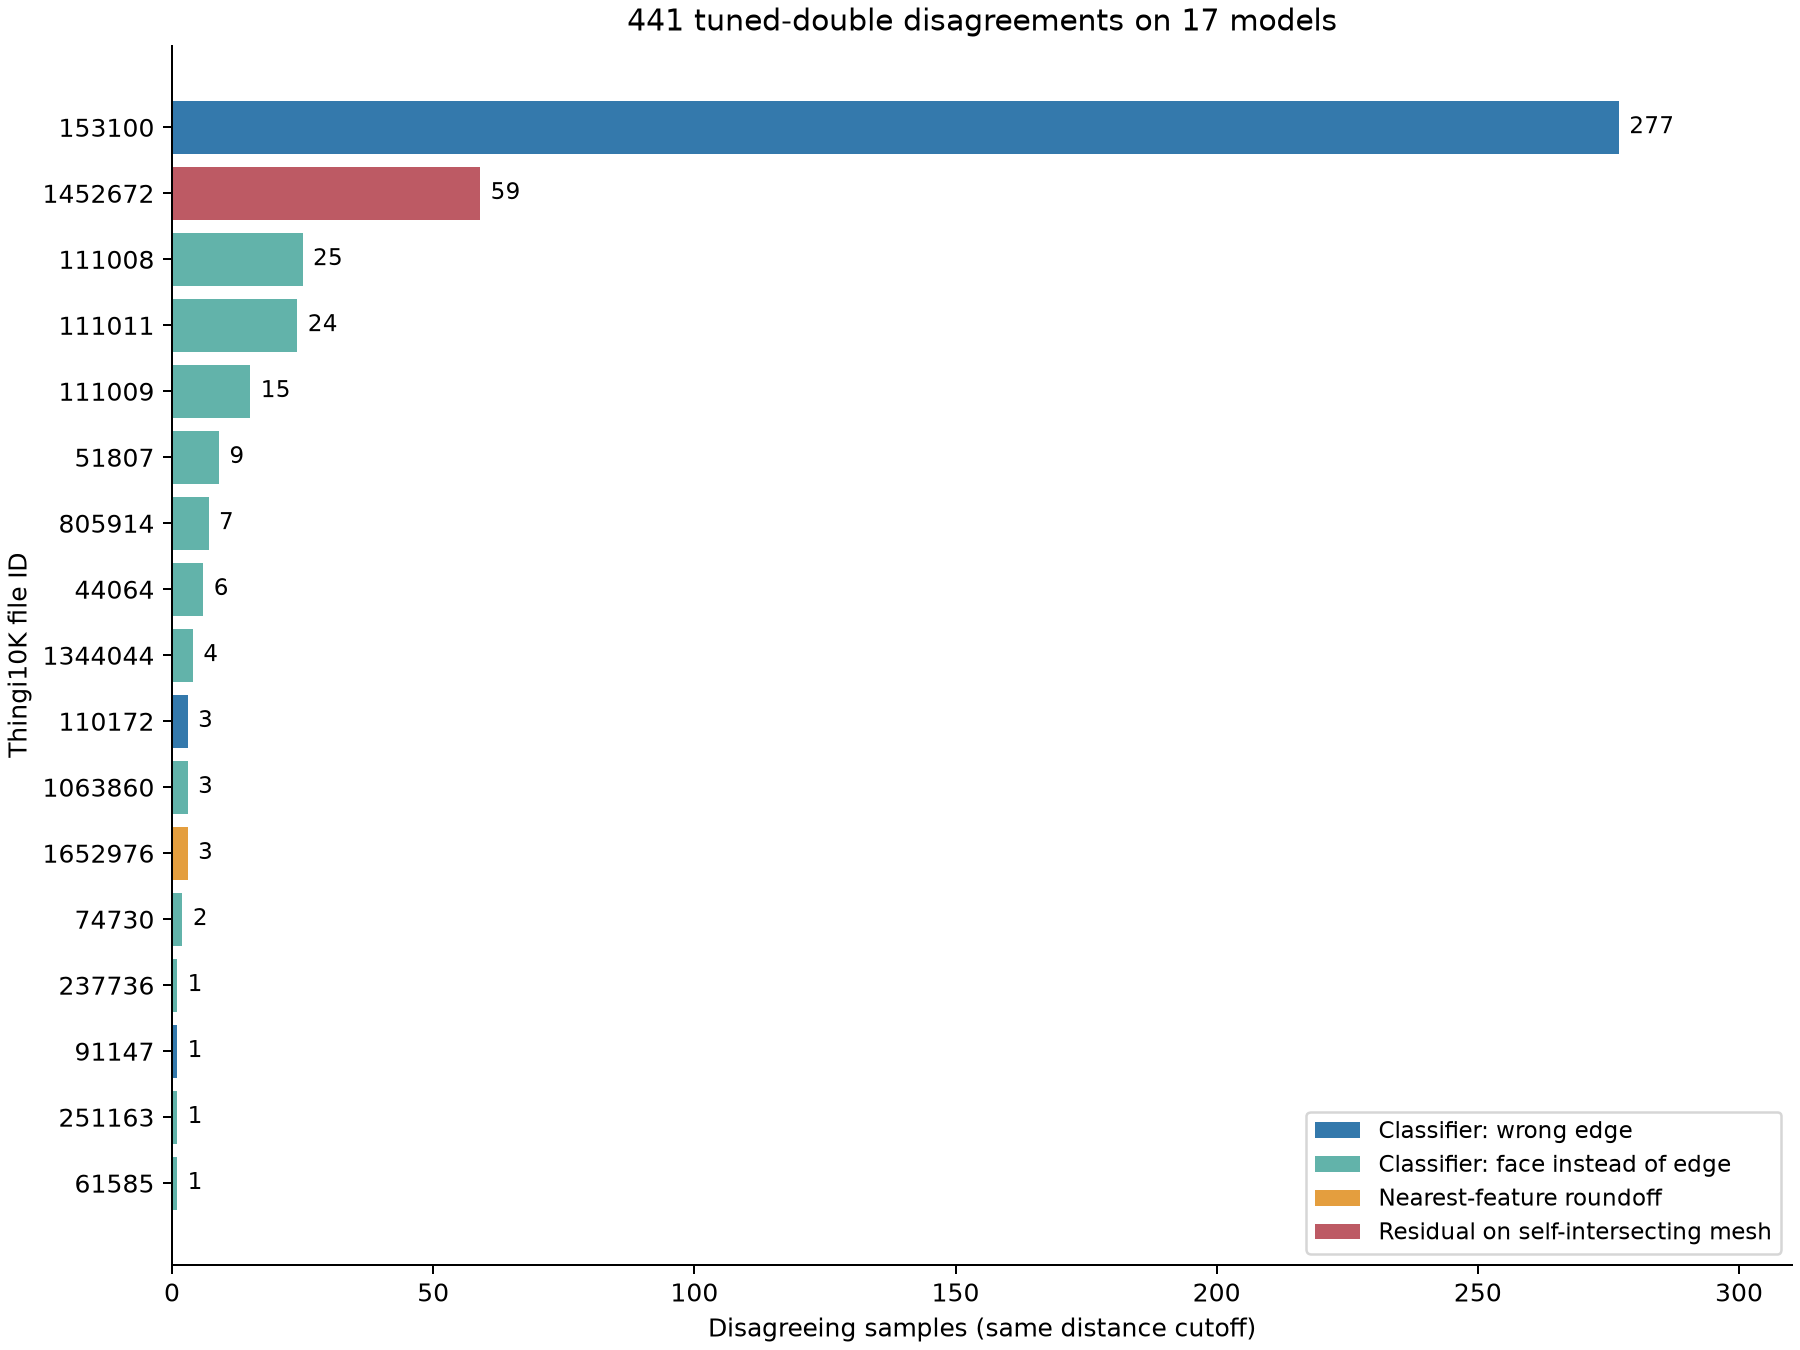 441 tuned-double disagreements on 17 models
Thingi10K file ID
153100 277
1452672 59
111008 25
111011 24
111009 15
51807 9
805914 7
44064 6
1344044 4
110172 3
1063860 3
1652976 3
74730 2
237736 1
91147 1
251163 1
61585 1
Classifier: wrong edge
Classifier: face instead of edge
Nearest-feature roundoff
Residual on self-intersecting mesh
0 50 100 150 200 250 300
Disagreeing samples (same distance cutoff)